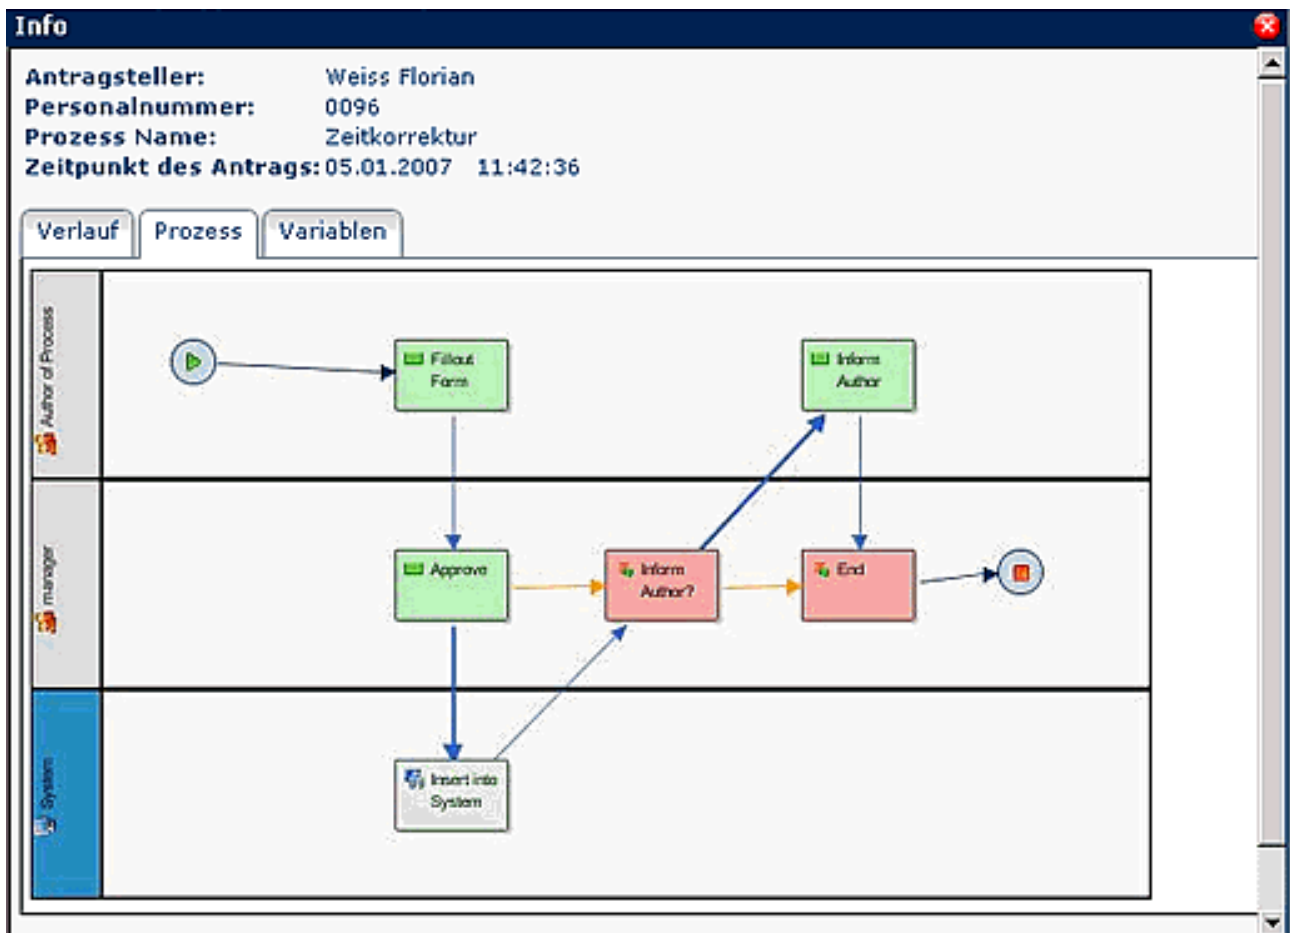 Info
Antragsteller: Weiss Florian
Personalnummer: 0096
Prozess Name: Zeitkorrektur
Zeitpunkt des Antrags: 05.01.2007 11:42:36
Verlauf Prozess Variablen
Author of Process
Fillout
Form
Inform
Author
manager
Approve
Inform
Author?
End
System
Insert into
System